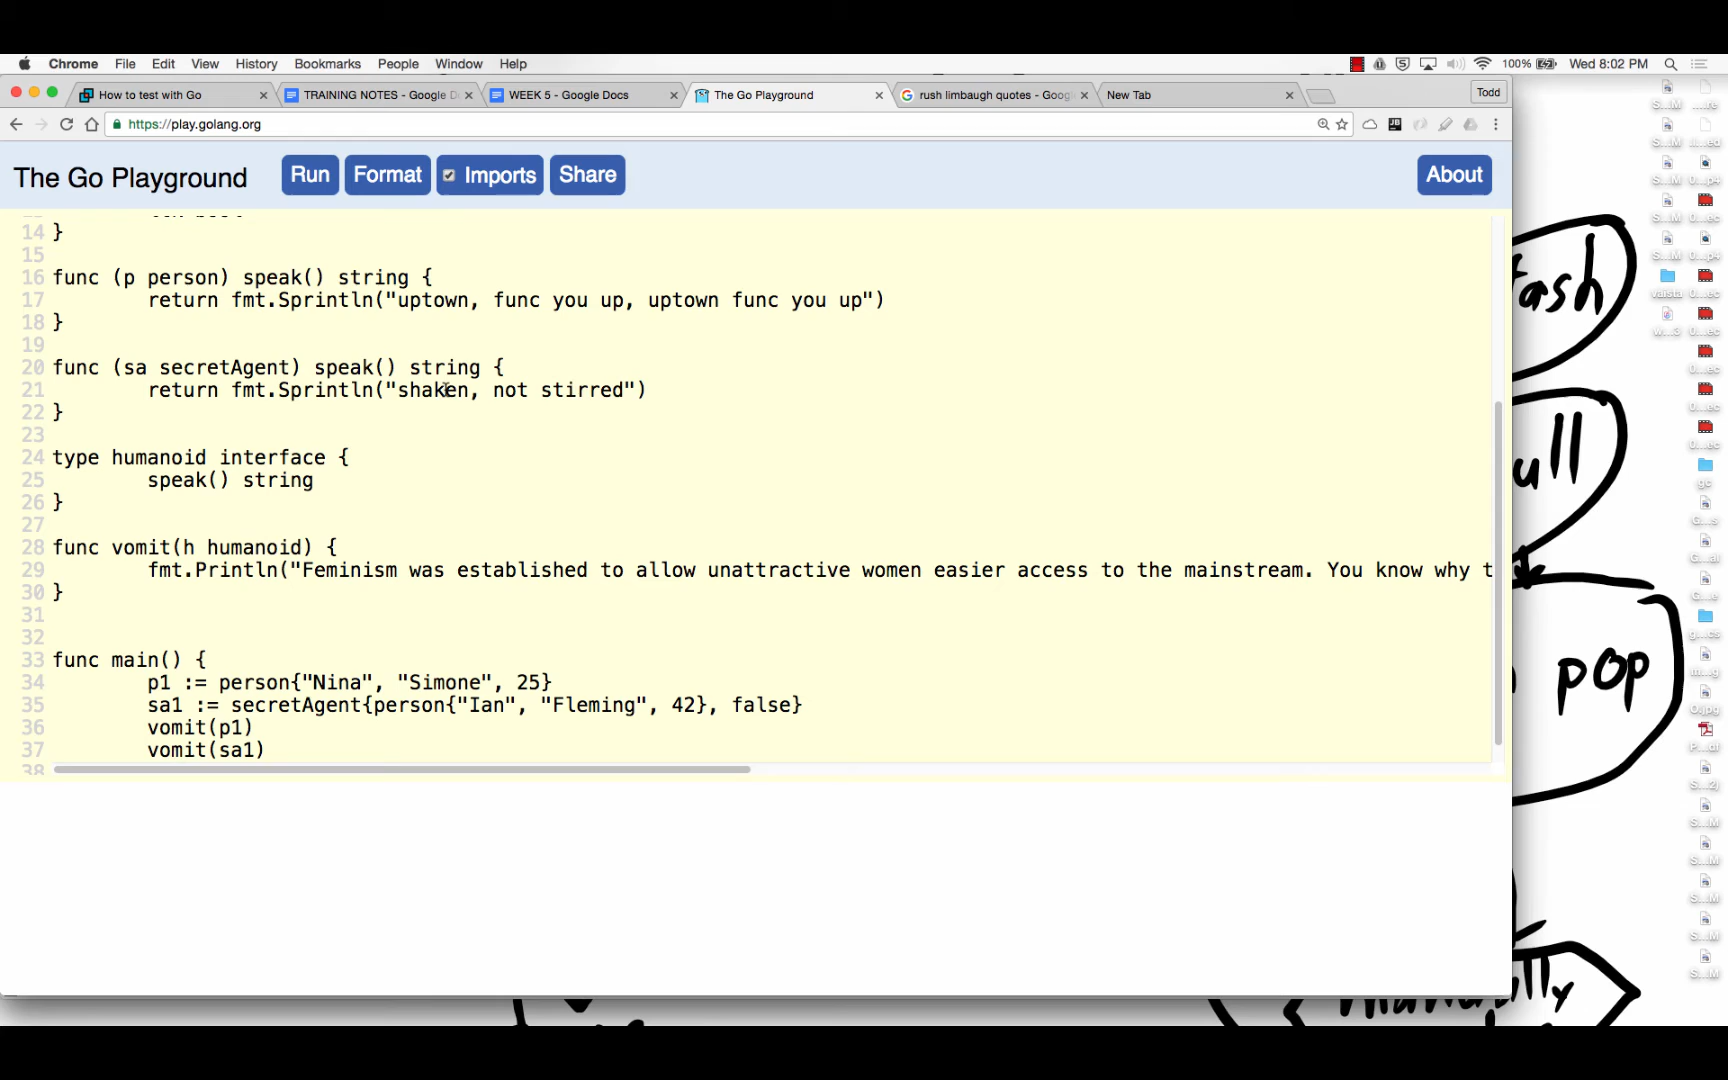 Chrome File Edit View History Bookmarks People Window Help 100% Wed 8:02 PM
How to test with Go TRAINING NOTES - Google D WEEK 5 - Google Docs The Go Playground rush limbaugh quotes - Goog New Tab Todd
https://play.golang.org
The Go Playground Run Format Imports Share About
14 }
15
16 func (p person) speak() string {
17 return fmt.Sprintln("uptown, func you up, uptown func you up")
18 }
19
20 func (sa secretAgent) speak() string {
21 return fmt.Sprintln("shaken, not stirred")
22 }
23
24 type humanoid interface {
25 speak() string
26 }
27
28 func vomit(h humanoid) {
29 fmt.Println("Feminism was established to allow unattractive women easier access to the mainstream. You know why t
30 }
31
32
33 func main() {
34 p1 := person{"Nina", "Simone", 25}
35 sa1 := secretAgent{person{"Ian", "Fleming", 42}, false}
36 vomit(p1)
37 vomit(sa1)
38
pop